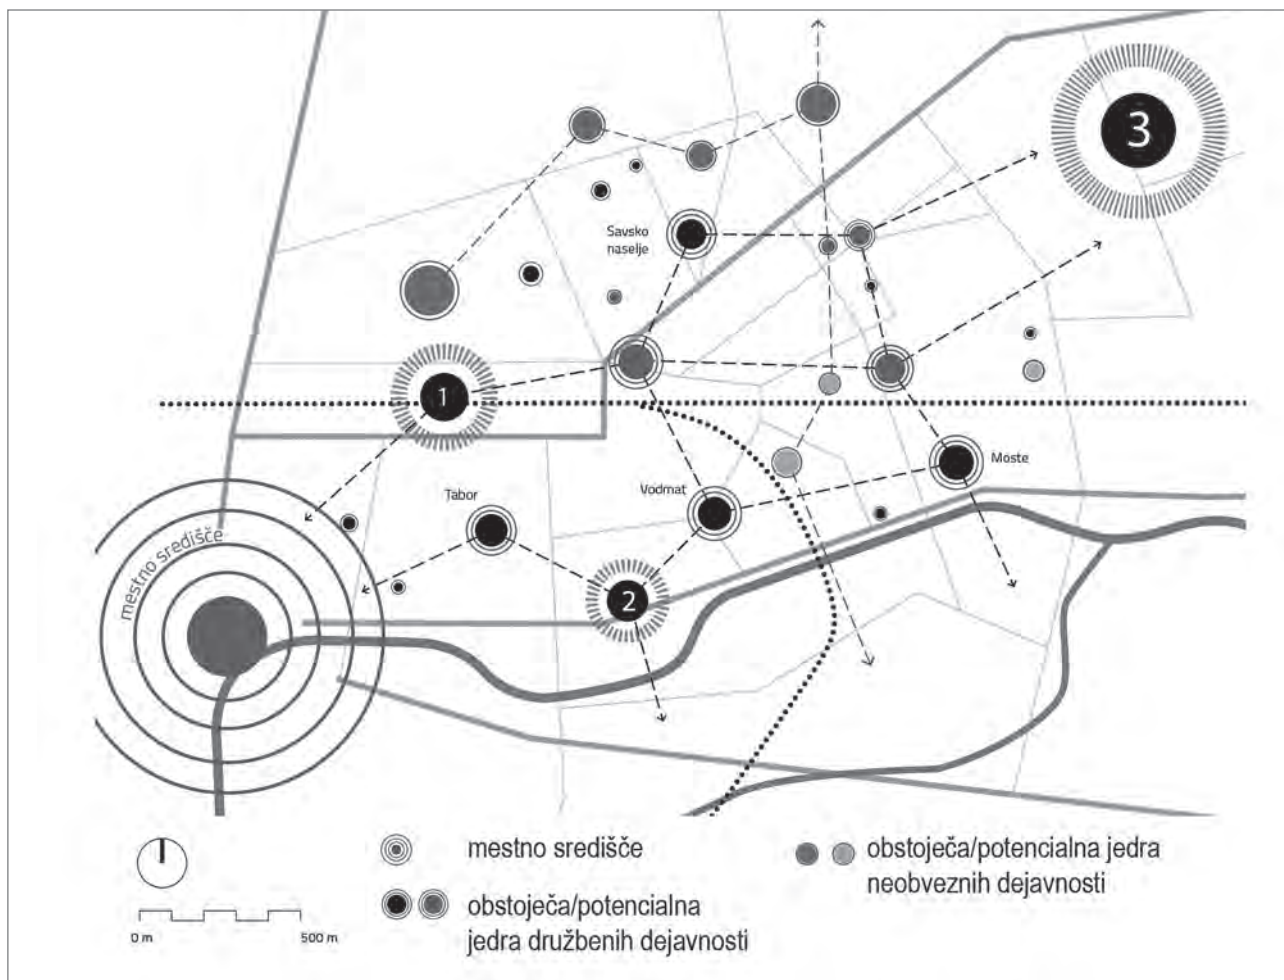 3
Savsko
naselje
1
Moste
Tabor
Vodmat
mestno središče
2
mestno središče
obstoječa/potencialna
jedra družbenih dejavnosti
obstoječa/potencialna jedra
neobveznih dejavnosti
0 m
500 m